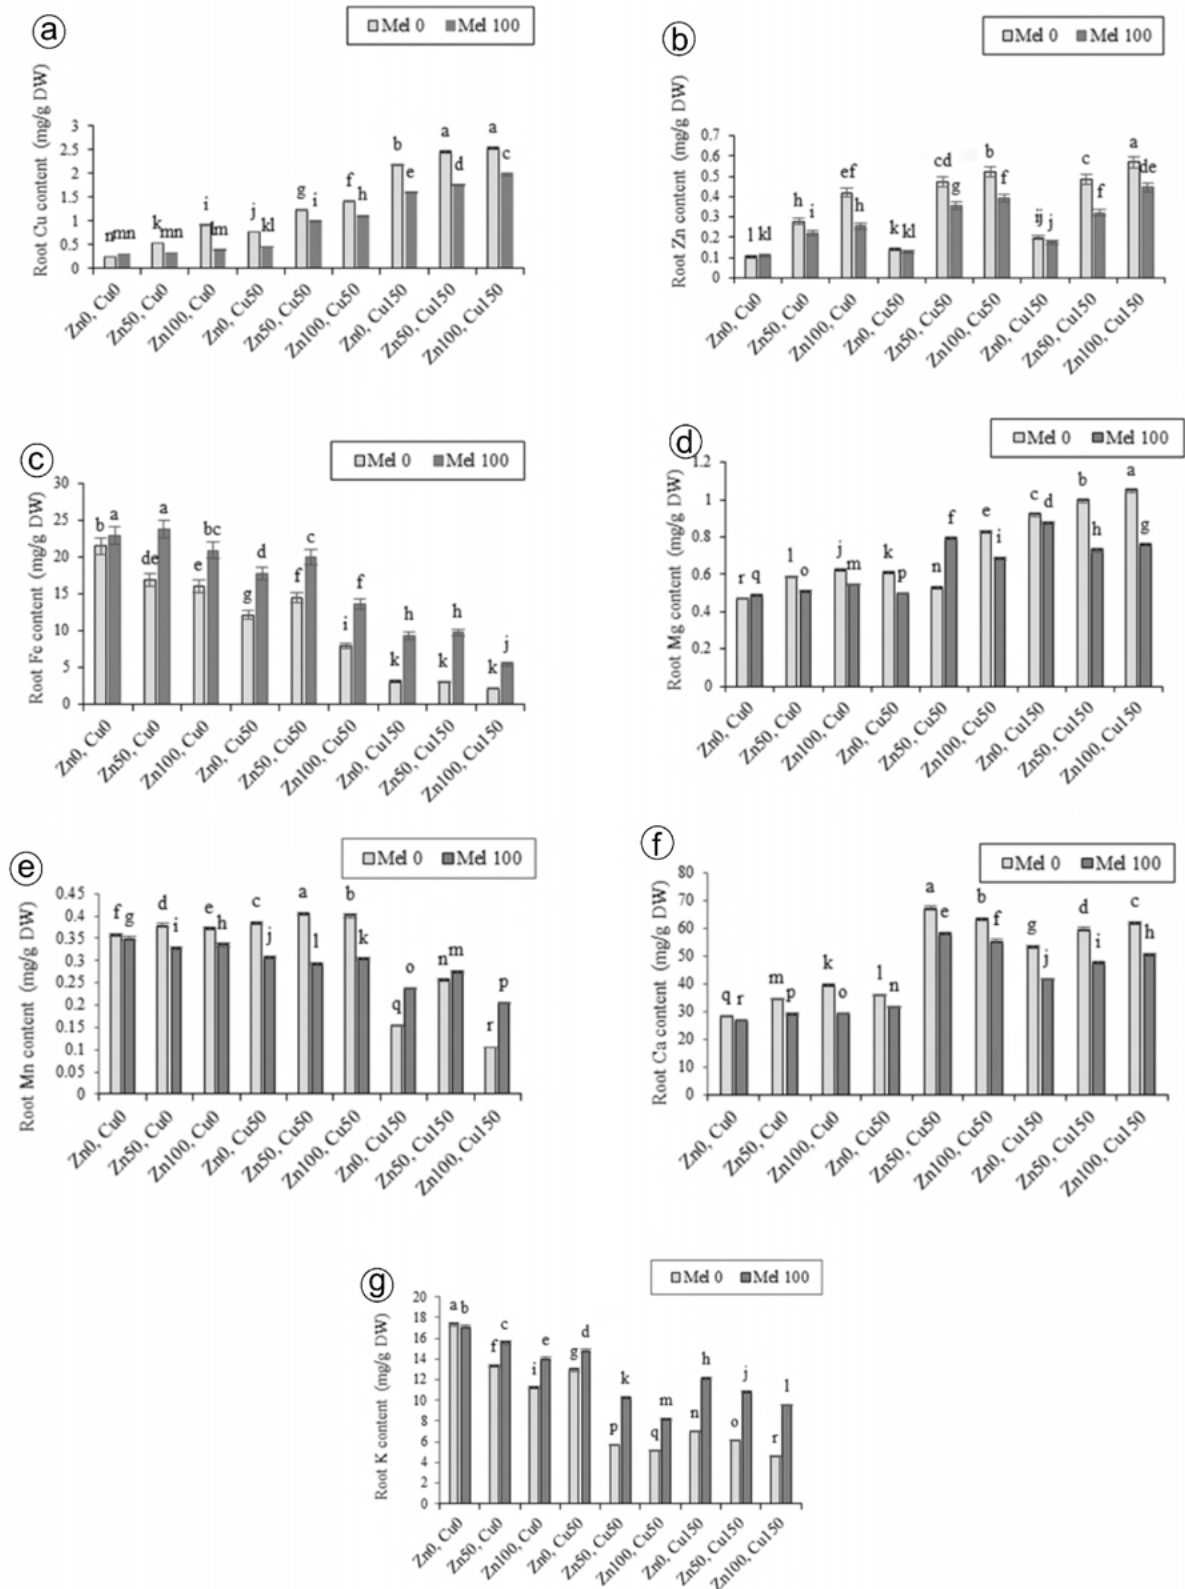 a
Mel 0 Mel 100
Root Cu content (mg/g DW)
3
2.5
2
1.5
1
0.5
0
n mn k mn i lm j kl g i f h b e a d a c
Zn0, Cu0
Zn50, Cu0
Zn100, Cu0
Zn0, Cu50
Zn50, Cu50
Zn100, Cu50
Zn0, Cu150
Zn50, Cu150
Zn100, Cu150
b
Mel 0 Mel 100
Root Zn content (mg/g DW)
0.7
0.6
0.5
0.4
0.3
0.2
0.1
0
l kl h i ef h k kl cd g b f ij j c f a de
Zn0, Cu0
Zn50, Cu0
Zn100, Cu0
Zn0, Cu50
Zn50, Cu50
Zn100, Cu50
Zn0, Cu150
Zn50, Cu150
Zn100, Cu150
c
Mel 0 Mel 100
Root Fe content (mg/g DW)
30
25
20
15
10
5
0
b a de a e bc g d f c i f k h k h k j
Zn0, Cu0
Zn50, Cu0
Zn100, Cu0
Zn0, Cu50
Zn50, Cu50
Zn100, Cu50
Zn0, Cu150
Zn50, Cu150
Zn100, Cu150
d
Mel 0 Mel 100
Root Mg content (mg/g DW)
1.2
1
0.8
0.6
0.4
0.2
0
r q l o j m k p n f e i c d b h a g
Zn0, Cu0
Zn50, Cu0
Zn100, Cu0
Zn0, Cu50
Zn50, Cu50
Zn100, Cu50
Zn0, Cu150
Zn50, Cu150
Zn100, Cu150
e
Mel 0 Mel 100
Root Mn content (mg/g DW)
0.45
0.4
0.35
0.3
0.25
0.2
0.15
0.1
0.05
0
f g d i e h c j a l b k q o n m r p
Zn0, Cu0
Zn50, Cu0
Zn100, Cu0
Zn0, Cu50
Zn50, Cu50
Zn100, Cu50
Zn0, Cu150
Zn50, Cu150
Zn100, Cu150
f
Mel 0 Mel 100
Root Ca content (mg/g DW)
80
70
60
50
40
30
20
10
0
q r m p k o l n a e b f g j d i c h
Zn0, Cu0
Zn50, Cu0
Zn100, Cu0
Zn0, Cu50
Zn50, Cu50
Zn100, Cu50
Zn0, Cu150
Zn50, Cu150
Zn100, Cu150
g
Mel 0 Mel 100
Root K content (mg/g DW)
20
18
16
14
12
10
8
6
4
2
0
a b f c i e g d p k q m n h o j r l
Zn0, Cu0
Zn50, Cu0
Zn100, Cu0
Zn0, Cu50
Zn50, Cu50
Zn100, Cu50
Zn0, Cu150
Zn50, Cu150
Zn100, Cu150